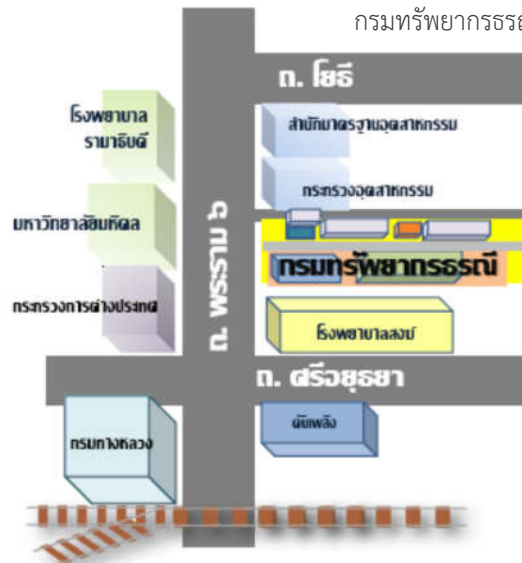 กรมทรัพยากรธรณี
ถ. โยธี
โรงพยาบาล
รามาธิบดี
สำนักมาตรฐานอุตสาหกรรม
กระทรวงอุตสาหกรรม
มหาวิทยาลัยมหิดล
ถ. พระราม ๖
กรมทรัพยากรธรณี
กระทรวงการต่างประเทศ
โรงพยาบาลสงฆ์
ถ. ศรีอยุธยา
กรมทางหลวง
ดับเพลิง